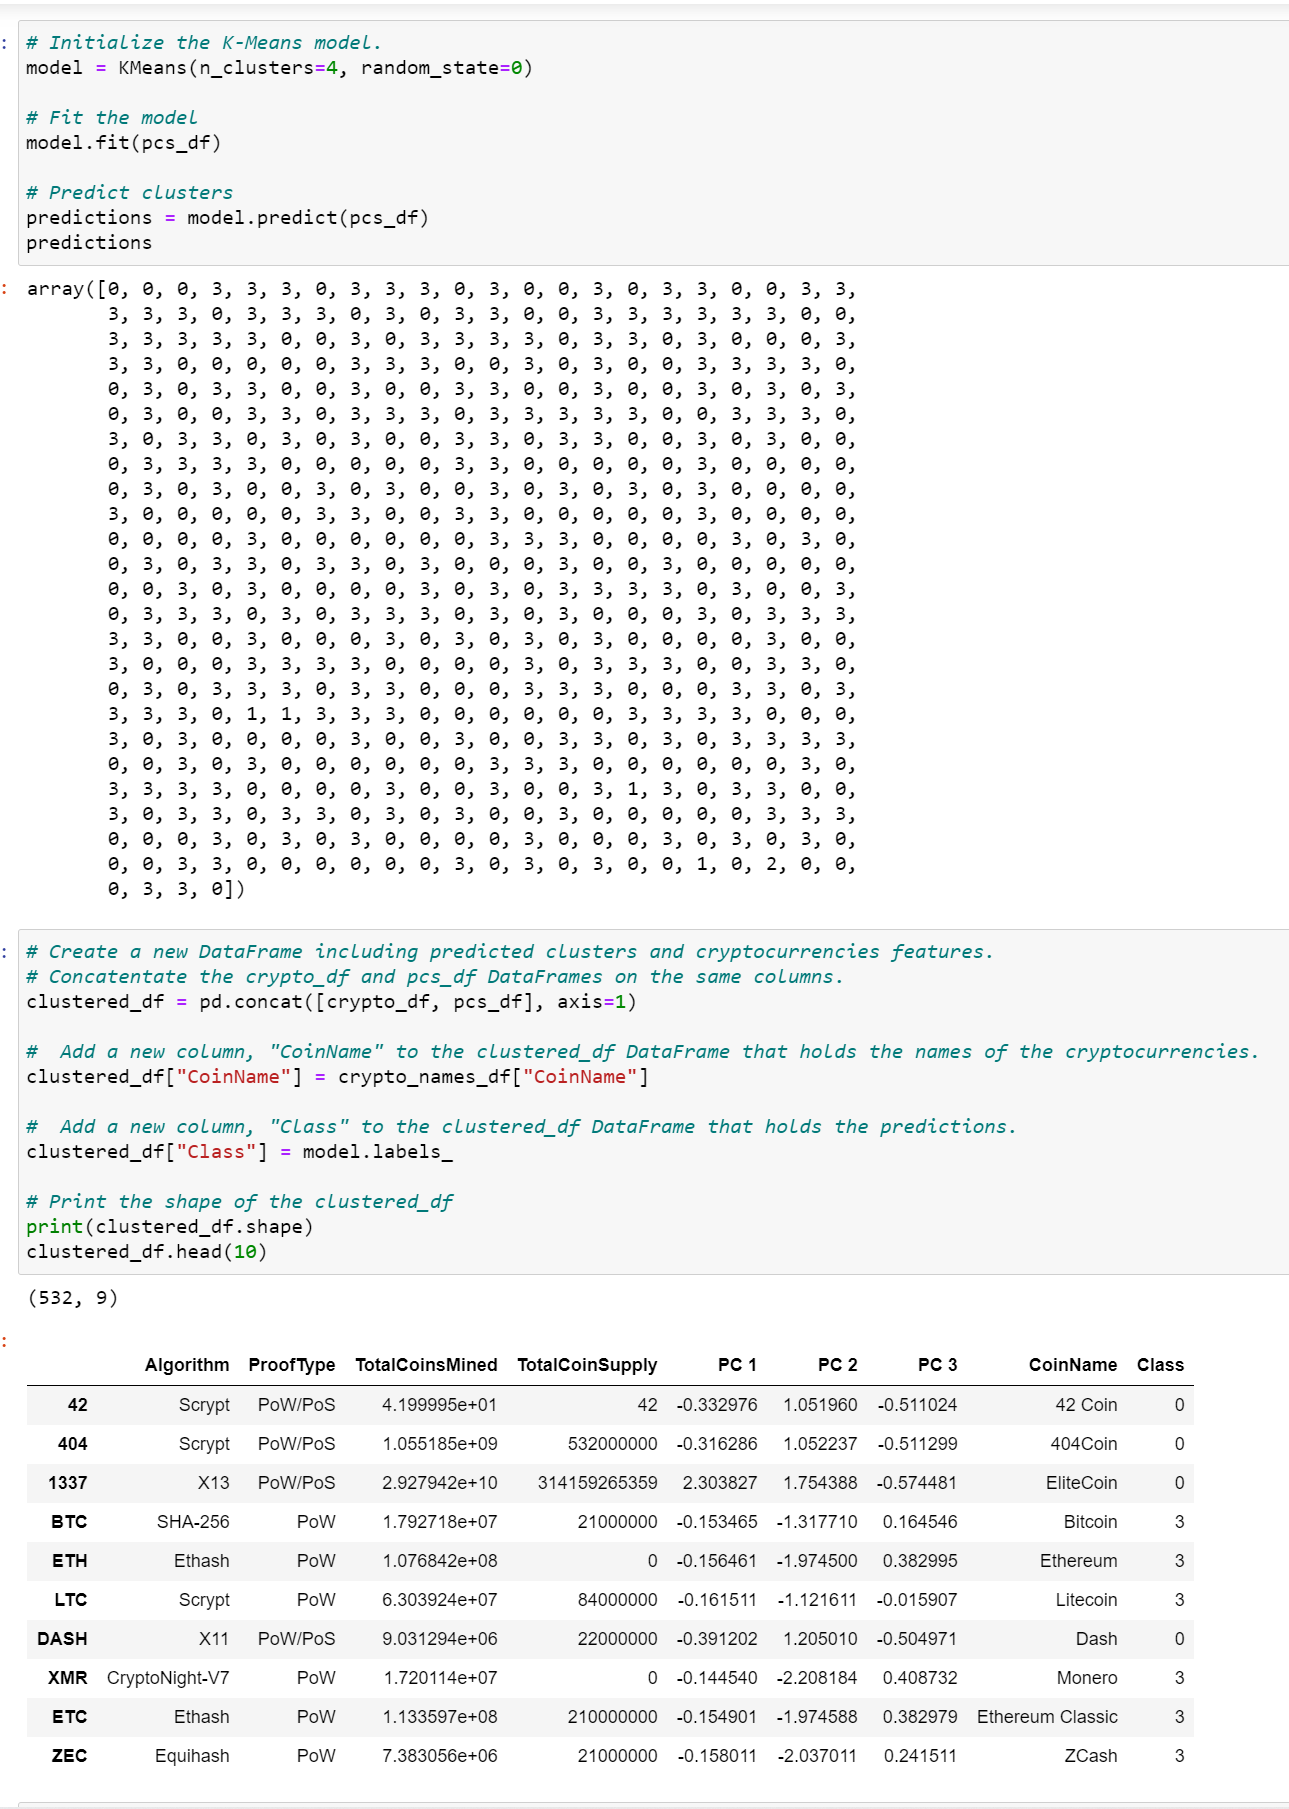 # Initialize the K-Means model.
model = KMeans(n_clusters=4, random_state=0)
# Fit the model
model.fit(pcs_df)
# Predict clusters
predictions = model.predict(pcs_df)
predictions
array([0, 0, 0, 3, 3, 3, 0, 3, 3, 3, 0, 3, 0, 0, 3, 0, 3, 3, 0, 0, 3, 3,
3, 3, 3, 0, 3, 3, 3, 0, 3, 0, 3, 3, 0, 0, 3, 3, 3, 3, 3, 3, 0, 0,
3, 3, 3, 3, 3, 0, 0, 3, 0, 3, 3, 3, 3, 0, 3, 3, 0, 3, 0, 0, 0, 3,
3, 3, 0, 0, 0, 0, 0, 3, 3, 3, 0, 0, 3, 0, 3, 0, 0, 3, 3, 3, 3, 0,
0, 3, 0, 3, 3, 0, 0, 3, 0, 0, 3, 3, 0, 0, 3, 0, 0, 3, 0, 3, 0, 3,
0, 3, 0, 0, 3, 3, 0, 3, 3, 3, 0, 3, 3, 3, 3, 3, 0, 0, 3, 3, 3, 0,
3, 0, 3, 3, 0, 3, 0, 3, 0, 0, 3, 3, 0, 3, 3, 0, 0, 3, 0, 3, 0, 0,
0, 3, 3, 3, 3, 0, 0, 0, 0, 0, 3, 3, 0, 0, 0, 0, 0, 3, 0, 0, 0, 0,
0, 3, 0, 3, 0, 0, 3, 0, 3, 0, 0, 3, 0, 3, 0, 3, 0, 3, 0, 0, 0, 0,
3, 0, 0, 0, 0, 0, 3, 3, 0, 0, 3, 3, 0, 0, 0, 0, 0, 3, 0, 0, 0, 0,
0, 0, 0, 0, 3, 0, 0, 0, 0, 0, 0, 3, 3, 3, 0, 0, 0, 0, 3, 0, 3, 0,
0, 3, 0, 3, 3, 0, 3, 3, 0, 3, 0, 0, 0, 3, 0, 0, 3, 0, 0, 0, 0, 0,
0, 0, 3, 0, 3, 0, 0, 0, 0, 3, 0, 3, 0, 3, 3, 3, 3, 0, 3, 0, 0, 3,
0, 3, 3, 3, 0, 3, 0, 3, 3, 3, 0, 3, 0, 3, 0, 0, 0, 3, 0, 3, 3, 3,
3, 3, 0, 0, 3, 0, 0, 0, 3, 0, 3, 0, 3, 0, 3, 0, 0, 0, 0, 3, 0, 0,
3, 0, 0, 0, 3, 3, 3, 3, 0, 0, 0, 0, 3, 0, 3, 3, 3, 0, 0, 3, 3, 0,
0, 3, 0, 3, 3, 3, 0, 3, 3, 0, 0, 0, 3, 3, 3, 0, 0, 0, 3, 3, 0, 3,
3, 3, 3, 0, 1, 1, 3, 3, 3, 0, 0, 0, 0, 0, 0, 3, 3, 3, 3, 0, 0, 0,
3, 0, 3, 0, 0, 0, 0, 3, 0, 0, 3, 0, 0, 3, 3, 0, 3, 0, 3, 3, 3, 3,
0, 0, 3, 0, 3, 0, 0, 0, 0, 0, 0, 3, 3, 3, 0, 0, 0, 0, 0, 0, 3, 0,
3, 3, 3, 3, 0, 0, 0, 0, 3, 0, 0, 3, 0, 0, 3, 1, 3, 0, 3, 3, 0, 0,
3, 0, 3, 3, 0, 3, 3, 0, 3, 0, 3, 0, 0, 3, 0, 0, 0, 0, 0, 3, 3, 3,
0, 0, 0, 3, 0, 3, 0, 3, 0, 0, 0, 0, 3, 0, 0, 0, 3, 0, 3, 0, 3, 0,
0, 0, 3, 3, 0, 0, 0, 0, 0, 0, 3, 0, 3, 0, 3, 0, 0, 1, 0, 2, 0, 0,
0, 3, 3, 0])
# Create a new DataFrame including predicted clusters and cryptocurrencies features.
# Concatentate the crypto_df and pcs_df DataFrames on the same columns.
clustered_df = pd.concat([crypto_df, pcs_df], axis=1)
#  Add a new column, "CoinName" to the clustered_df DataFrame that holds the names of the cryptocurrencies.
clustered_df["CoinName"] = crypto_names_df["CoinName"]
#  Add a new column, "Class" to the clustered_df DataFrame that holds the predictions.
clustered_df["Class"] = model.labels_
# Print the shape of the clustered_df
print(clustered_df.shape)
clustered_df.head(10)
(532, 9)
Algorithm ProofType TotalCoinsMined TotalCoinSupply PC 1 PC 2 PC 3 CoinName Class
42 Scrypt PoW/PoS 4.199995e+01 42 -0.332976 1.051960 -0.511024 42 Coin 0
404 Scrypt PoW/PoS 1.055185e+09 532000000 -0.316286 1.052237 -0.511299 404Coin 0
1337 X13 PoW/PoS 2.927942e+10 314159265359 2.303827 1.754388 -0.574481 EliteCoin 0
BTC SHA-256 PoW 1.792718e+07 21000000 -0.153465 -1.317710 0.164546 Bitcoin 3
ETH Ethash PoW 1.076842e+08 0 -0.156461 -1.974500 0.382995 Ethereum 3
LTC Scrypt PoW 6.303924e+07 84000000 -0.161511 -1.121611 -0.015907 Litecoin 3
DASH X11 PoW/PoS 9.031294e+06 22000000 -0.391202 1.205010 -0.504971 Dash 0
XMR CryptoNight-V7 PoW 1.720114e+07 0 -0.144540 -2.208184 0.408732 Monero 3
ETC Ethash PoW 1.133597e+08 210000000 -0.154901 -1.974588 0.382979 Ethereum Classic 3
ZEC Equihash PoW 7.383056e+06 21000000 -0.158011 -2.037011 0.241511 ZCash 3